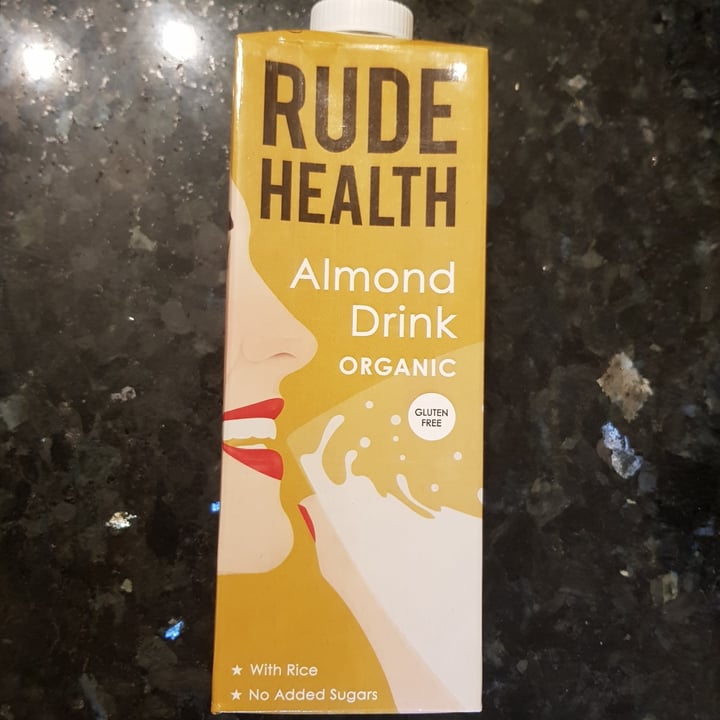 RUDE
HEALTH
Almond
Drink
ORGANIC
GLUTEN
FREE
★ With Rice
★ No Added Sugars